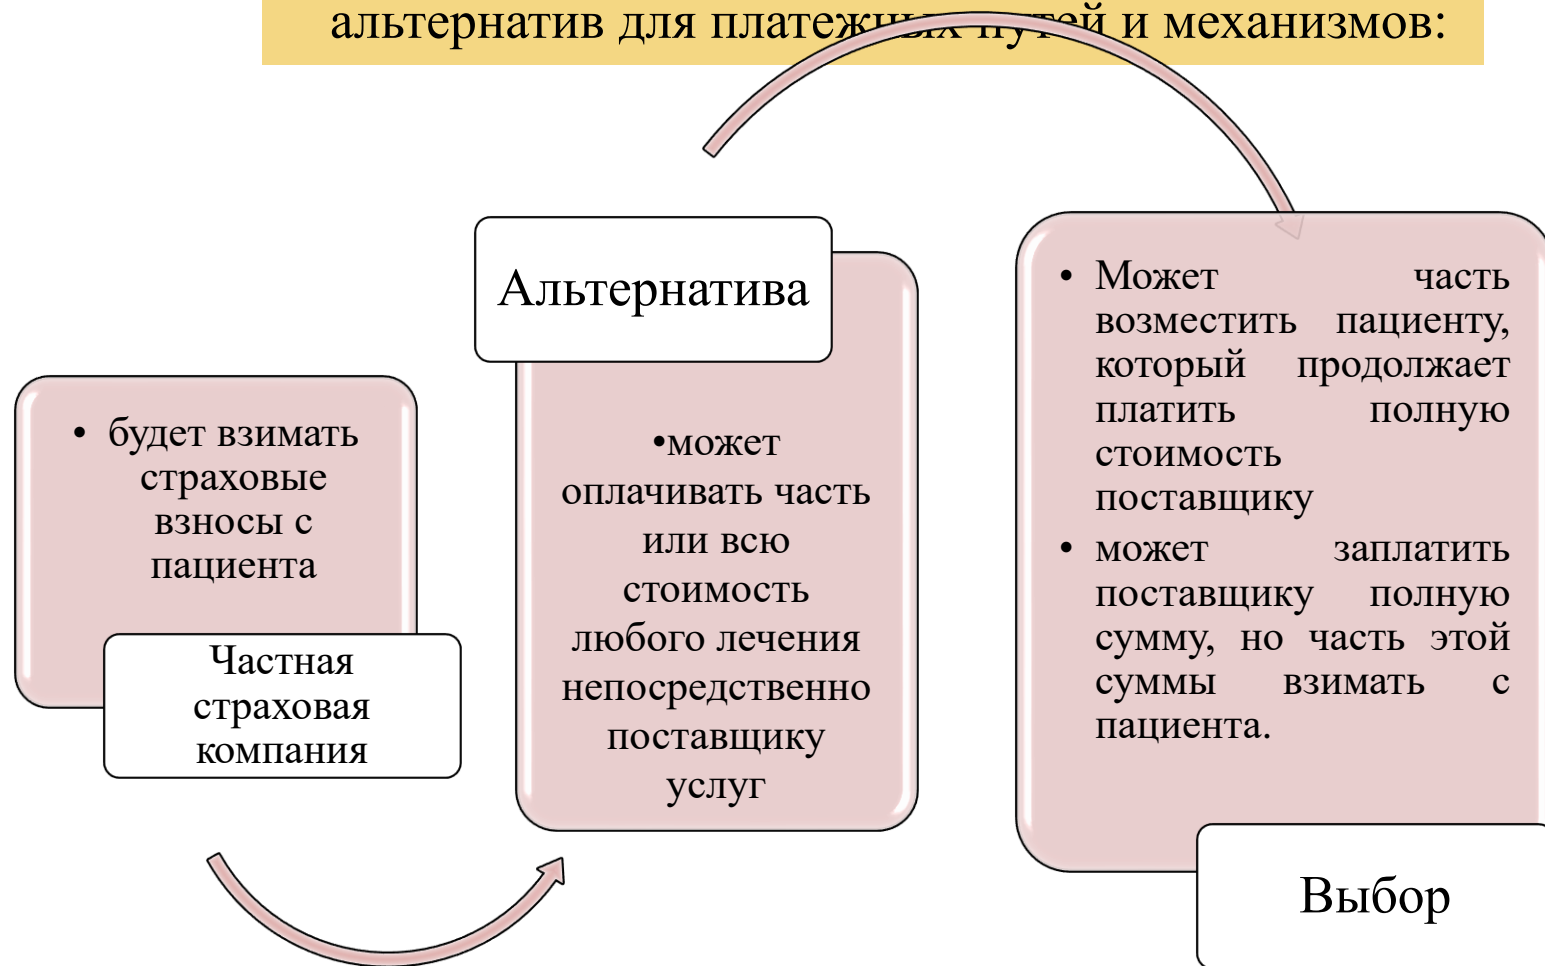 альтернатив для платежных путей и механизмов:
• будет взимать
страховые
взносы с
пациента
Частная
страховая
компания
Альтернатива
•может
оплачивать часть
или всю
стоимость
любого лечения
непосредственно
поставщику
услуг
• Может часть
возместить пациенту,
который продолжает
платить полную
стоимость
поставщику
• может заплатить
поставщику полную
сумму, но часть этой
суммы взимать с
пациента.
Выбор